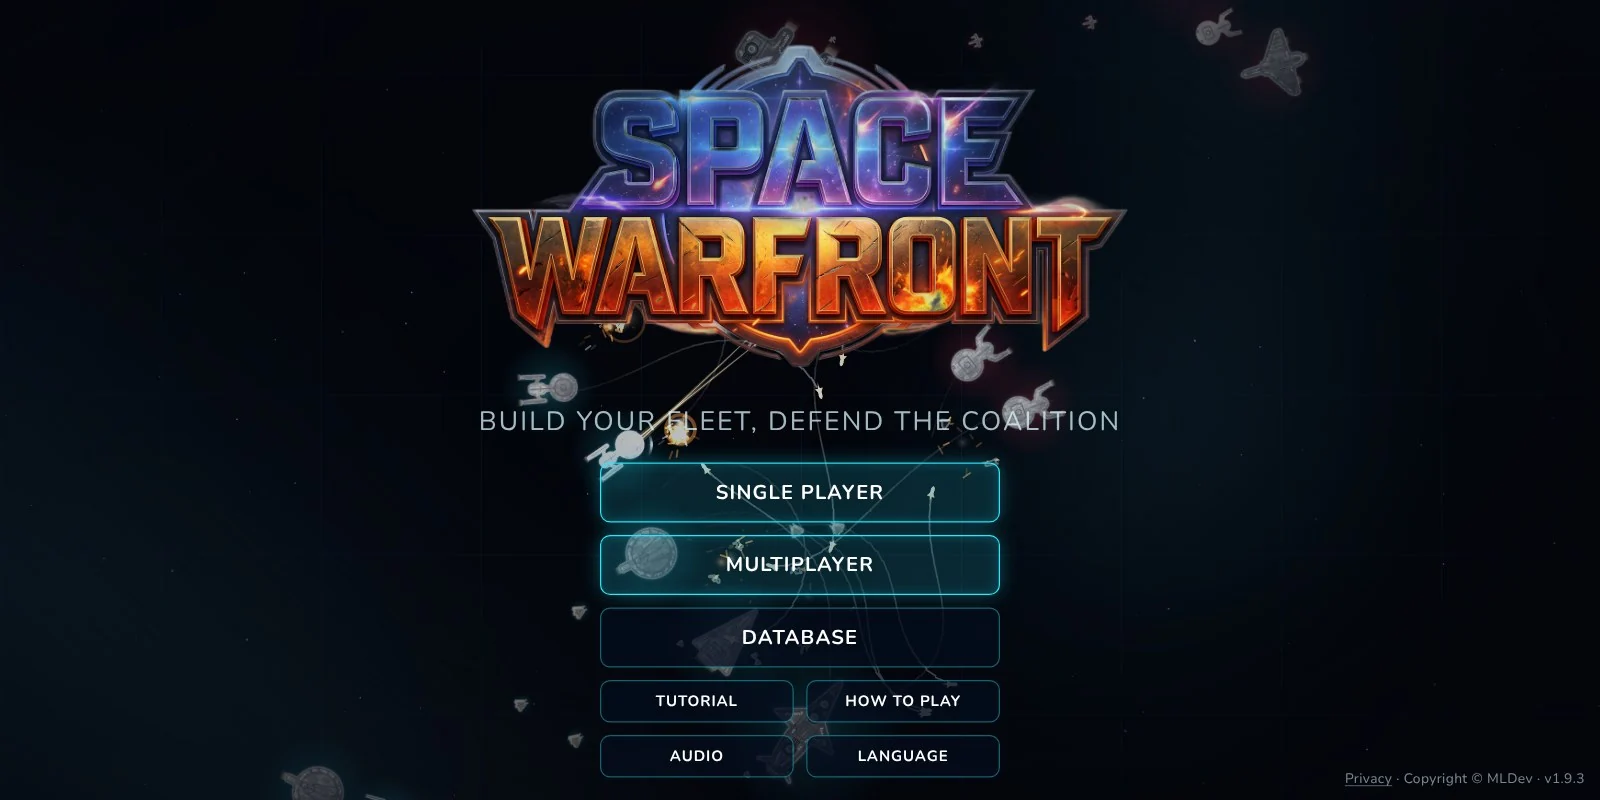 SPACE
WARFRONT
BUILD YOUR FLEET, DEFEND THE COALITION
SINGLE PLAYER
MULTIPLAYER
DATABASE
TUTORIAL
HOW TO PLAY
AUDIO
LANGUAGE
Privacy · Copyright © MLDev · v1.9.3